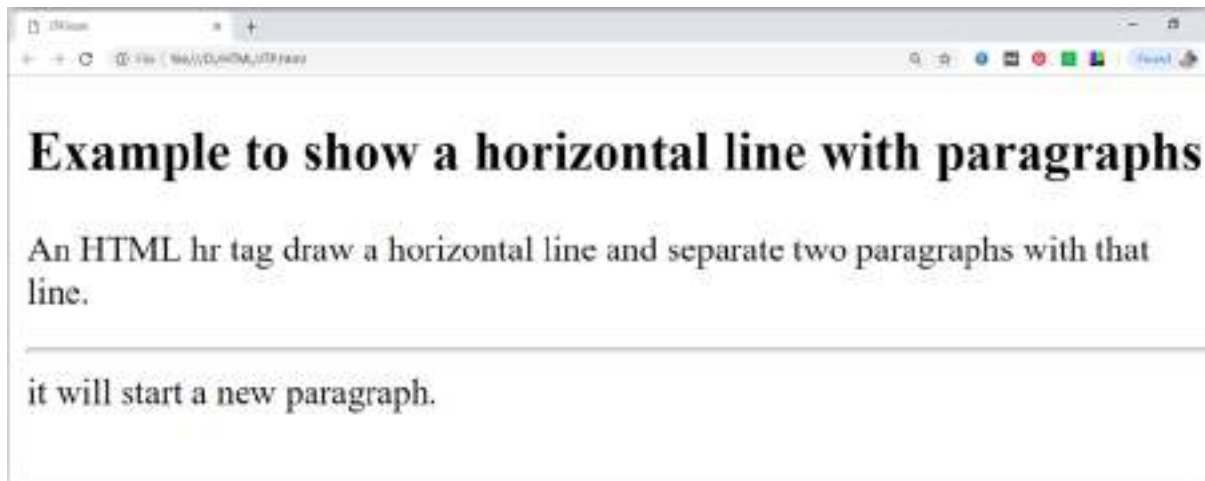 Example to show a horizontal line with paragraphs
An HTML hr tag draw a horizontal line and separate two paragraphs with that
line.
it will start a new paragraph.